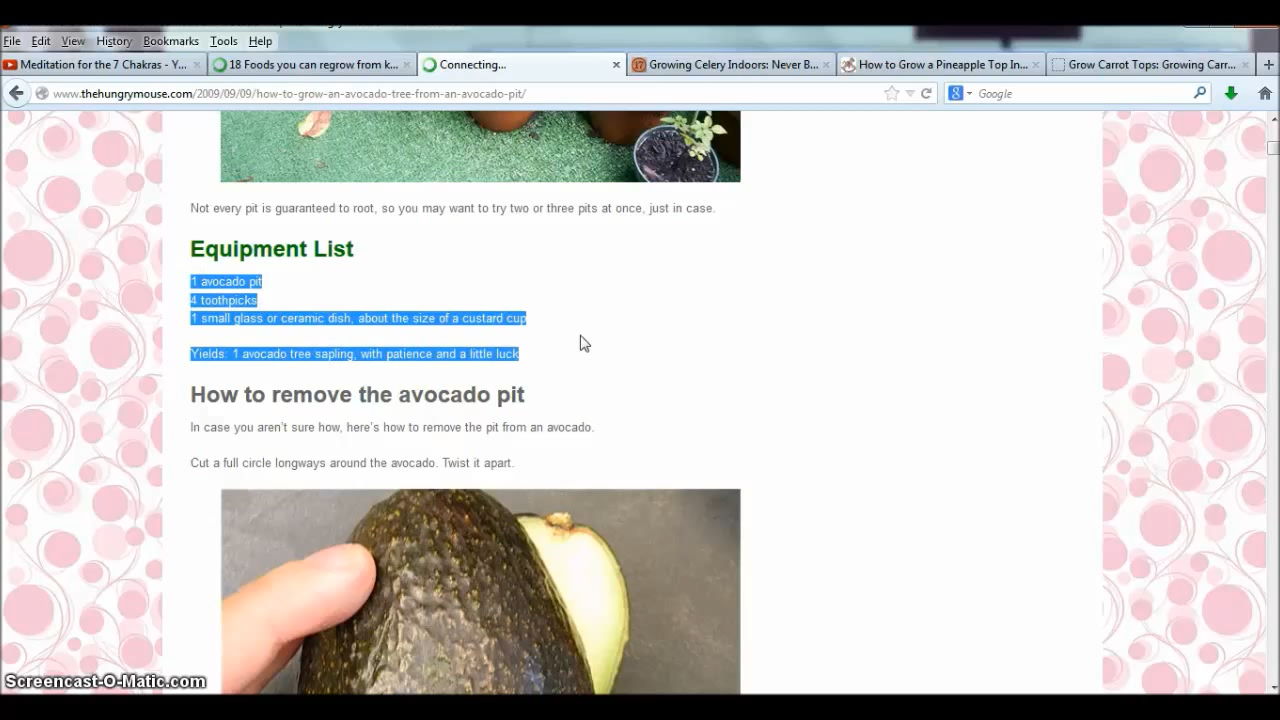 File Edit View History Bookmarks Tools Help
Meditation for the 7 Chakras - Y...
18 Foods you can regrow from k...
Connecting...
Growing Celery Indoors: Never B...
How to Grow a Pineapple Top In...
Grow Carrot Tops: Growing Carr...
www.thehungrymouse.com/2009/09/09/how-to-grow-an-avocado-tree-from-an-avocado-pit/
Google
Not every pit is guaranteed to root, so you may want to try two or three pits at once, just in case.
Equipment List
1 avocado pit
4 toothpicks
1 small glass or ceramic dish, about the size of a custard cup
Yields: 1 avocado tree sapling, with patience and a little luck
How to remove the avocado pit
In case you aren't sure how, here's how to remove the pit from an avocado.
Cut a full circle longways around the avocado. Twist it apart.
Screencast-O-Matic.com